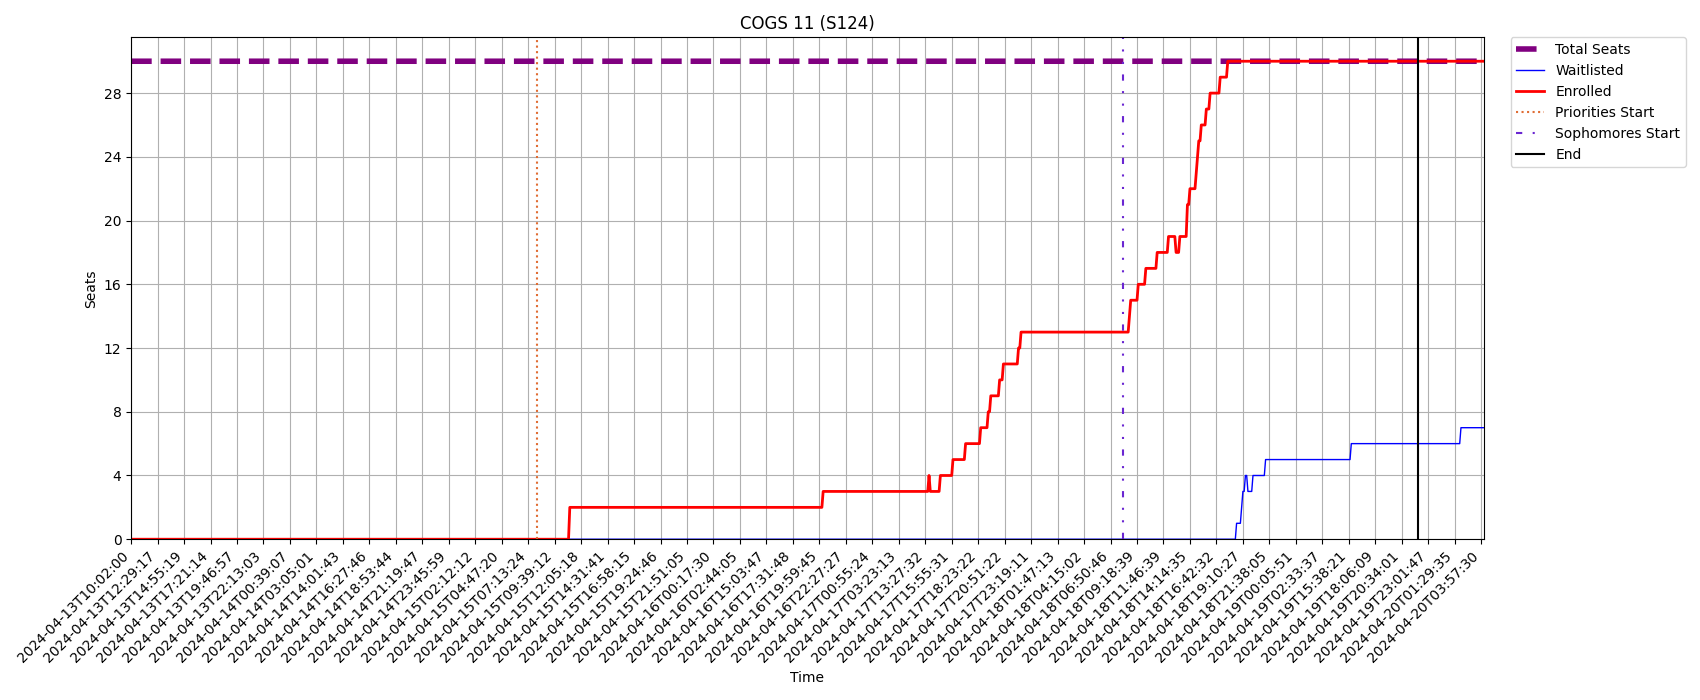 COGS 11 (S124)
Total Seats
Waitlisted
Enrolled
Priorities Start
Sophomores Start
End
Seats
28
24
20
16
12
8
4
0
2024-04-13T10:02:00
2024-04-13T12:29:17
2024-04-13T14:55:19
2024-04-13T17:21:14
2024-04-13T19:46:57
2024-04-13T22:13:03
2024-04-14T00:39:07
2024-04-14T03:05:01
2024-04-14T14:01:43
2024-04-14T16:27:46
2024-04-14T18:53:44
2024-04-14T21:19:47
2024-04-14T23:45:59
2024-04-15T02:12:12
2024-04-15T04:47:20
2024-04-15T07:13:24
2024-04-15T09:39:12
2024-04-15T12:05:18
2024-04-15T14:31:41
2024-04-15T16:58:15
2024-04-15T19:24:46
2024-04-15T21:51:05
2024-04-16T00:17:30
2024-04-16T02:44:05
2024-04-16T15:03:47
2024-04-16T17:31:48
2024-04-16T19:59:45
2024-04-16T22:27:27
2024-04-17T00:55:24
2024-04-17T03:23:13
2024-04-17T13:27:32
2024-04-17T15:55:31
2024-04-17T18:23:22
2024-04-17T20:51:22
2024-04-17T23:19:11
2024-04-18T01:47:13
2024-04-18T04:15:02
2024-04-18T06:50:46
2024-04-18T09:18:39
2024-04-18T11:46:39
2024-04-18T14:14:35
2024-04-18T16:42:32
2024-04-18T19:10:27
2024-04-18T21:38:05
2024-04-19T00:05:51
2024-04-19T02:33:37
2024-04-19T15:38:21
2024-04-19T18:06:09
2024-04-19T20:34:01
2024-04-19T23:01:47
2024-04-20T01:29:35
2024-04-20T03:57:30
Time